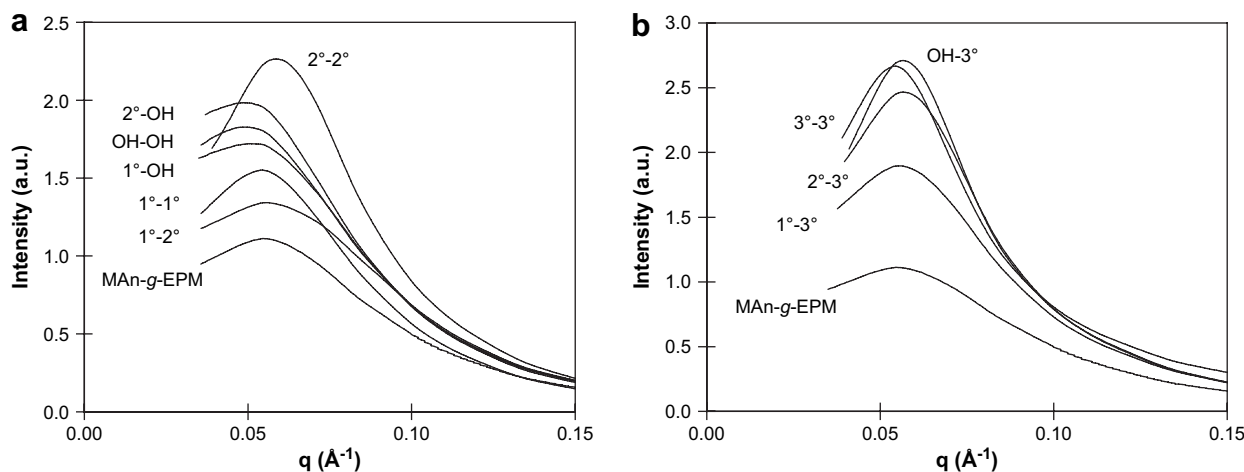 a
2.5
2.0
1.5
1.0
0.5
0.0
Intensity (a.u.)
2°-2°
2°-OH
OH-OH
1°-OH
1°-1°
1°-2°
MAn-g-EPM
0.00 0.05 0.10 0.15
q (Å-1)
b
3.0
2.5
2.0
1.5
1.0
0.5
0.0
Intensity (a.u.)
OH-3°
3°-3°
2°-3°
1°-3°
MAn-g-EPM
0.00 0.05 0.10 0.15
q (Å-1)